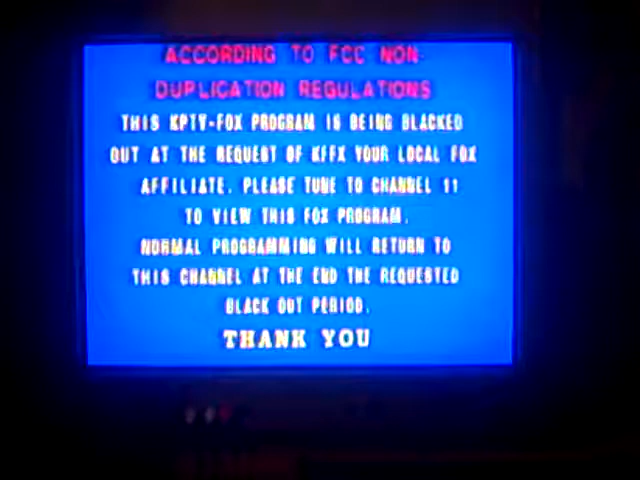 ACCORDING TO FCC NON-
DUPLICATION REGULATIONS
THIS KPTV-FOX PROGRAM IS BEING BLACKED
OUT AT THE REQUEST OF KFFX YOUR LOCAL FOX
AFFILIATE. PLEASE TUNE TO CHANNEL 11
TO VIEW THIS FOX PROGRAM.
NORMAL PROGRAMMING WILL RETURN TO
THIS CHANNEL AT THE END THE REQUESTED
BLACK OUT PERIOD.
THANK YOU